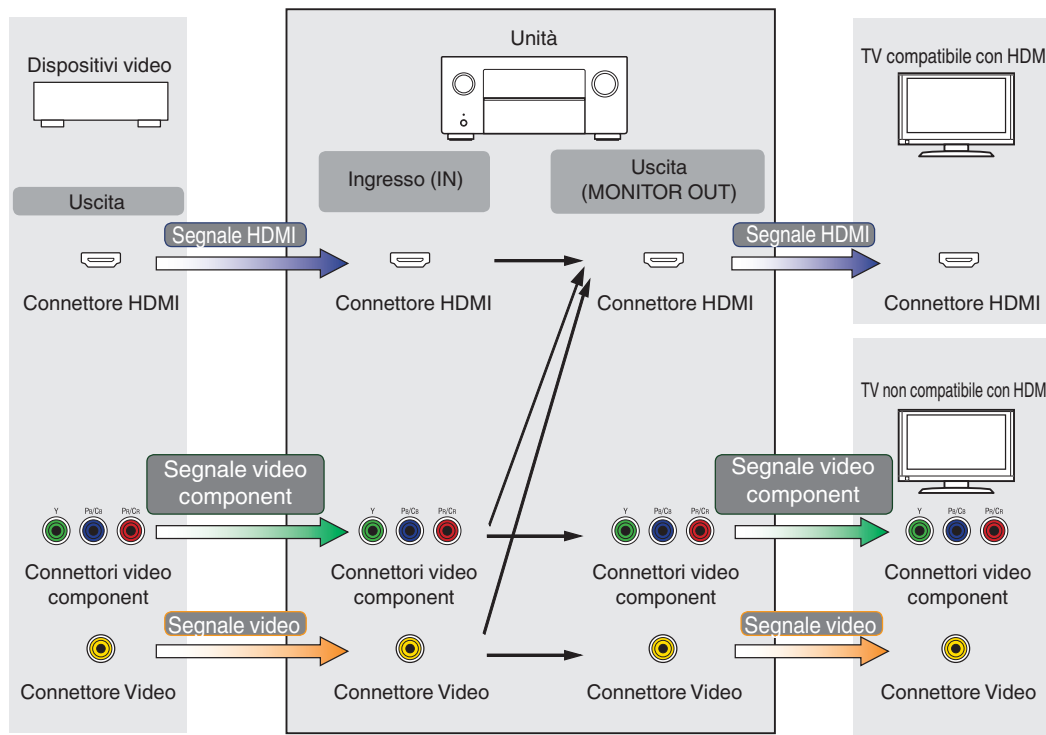 Unità
Dispositivi video
TV compatibile con HDM
Ingresso (IN)
Uscita
(MONITOR OUT)
Uscita
Segnale HDMI
Segnale HDMI
Connettore HDMI
Connettore HDMI
Connettore HDMI
Connettore HDMI
TV non compatibile con HDM
Segnale video
component
Segnale video
component
Y PB/CB PR/CR
Y PB/CB PR/CR
Y PB/CB PR/CR
Y PB/CB PR/CR
Connettori video
component
Connettori video
component
Connettori video
component
Connettori video
component
Segnale video
Segnale video
Connettore Video
Connettore Video
Connettore Video
Connettore Video